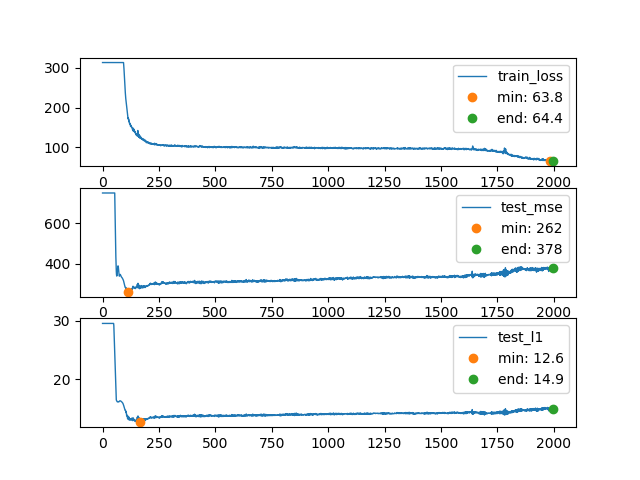 300
200
100
train_loss
min: 63.8
end: 64.4
0 250 500 750 1000 1250 1500 1750 2000
600
400
test_mse
min: 262
end: 378
0 250 500 750 1000 1250 1500 1750 2000
30
20
test_l1
min: 12.6
end: 14.9
0 250 500 750 1000 1250 1500 1750 2000